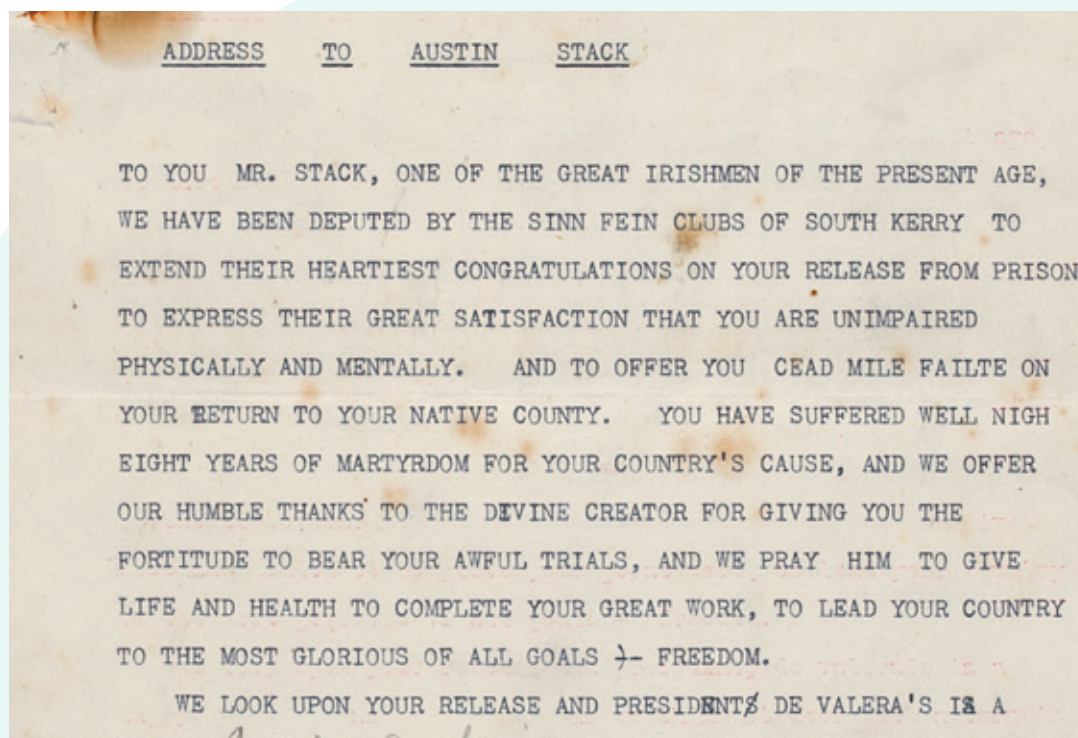 ADDRESS TO AUSTIN STACK
TO YOU MR. STACK, ONE OF THE GREAT IRISHMEN OF THE PRESENT AGE,
WE HAVE BEEN DEPUTED BY THE SINN FEIN CLUBS OF SOUTH KERRY TO
EXTEND THEIR HEARTIEST CONGRATULATIONS ON YOUR RELEASE FROM PRISON
TO EXPRESS THEIR GREAT SATISFACTION THAT YOU ARE UNIMPAIRED
PHYSICALLY AND MENTALLY. AND TO OFFER YOU CEAD MILE FAILTE ON
YOUR RETURN TO YOUR NATIVE COUNTY. YOU HAVE SUFFERED WELL NIGH
EIGHT YEARS OF MARTYRDOM FOR YOUR COUNTRY'S CAUSE, AND WE OFFER
OUR HUMBLE THANKS TO THE DIVINE CREATOR FOR GIVING YOU THE
FORTITUDE TO BEAR YOUR AWFUL TRIALS, AND WE PRAY HIM TO GIVE
LIFE AND HEALTH TO COMPLETE YOUR GREAT WORK, TO LEAD YOUR COUNTRY
TO THE MOST GLORIOUS OF ALL GOALS - FREEDOM.
WE LOOK UPON YOUR RELEASE AND PRESIDENT DE VALERA'S IS A